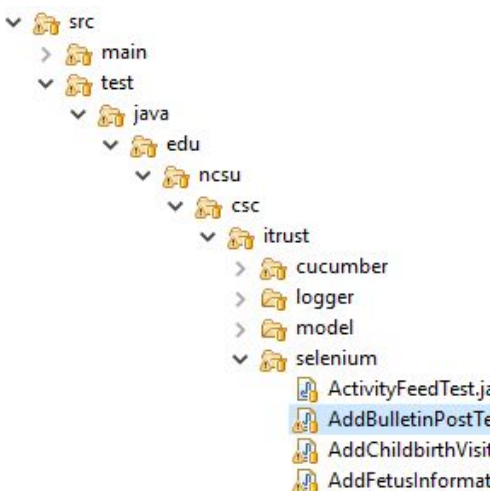 src
main
test
java
edu
ncsu
csc
itrust
cucumber
logger
model
selenium
ActivityFeedTest.ja
AddBulletinPostTe
AddChildbirthVisit
AddFetusInformat